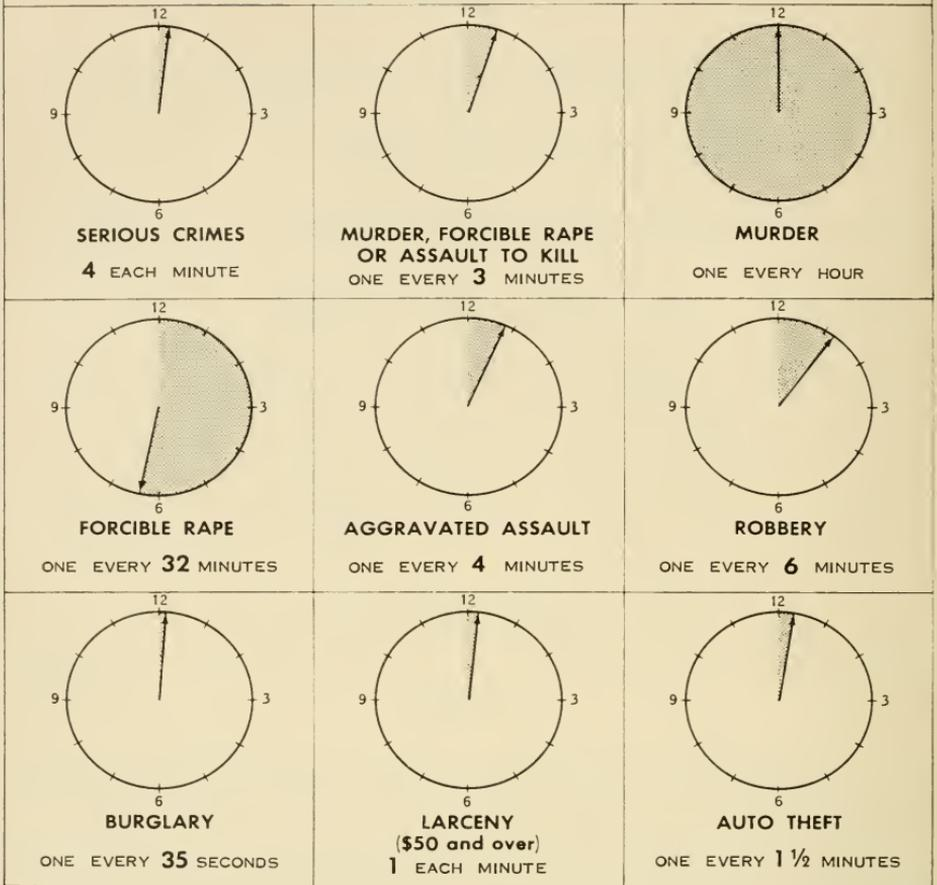 12
9
3
6
SERIOUS CRIMES
4 EACH MINUTE
12
9
3
6
MURDER, FORCIBLE RAPE
OR ASSAULT TO KILL
ONE EVERY 3 MINUTES
12
9
3
6
MURDER
ONE EVERY HOUR
12
9
3
6
FORCIBLE RAPE
ONE EVERY 32 MINUTES
12
9
3
6
AGGRAVATED ASSAULT
ONE EVERY 4 MINUTES
12
9
3
6
ROBBERY
ONE EVERY 6 MINUTES
12
9
3
6
BURGLARY
ONE EVERY 35 SECONDS
12
9
3
6
LARCENY
($50 and over)
1 EACH MINUTE
12
9
3
6
AUTO THEFT
ONE EVERY 1 ½ MINUTES